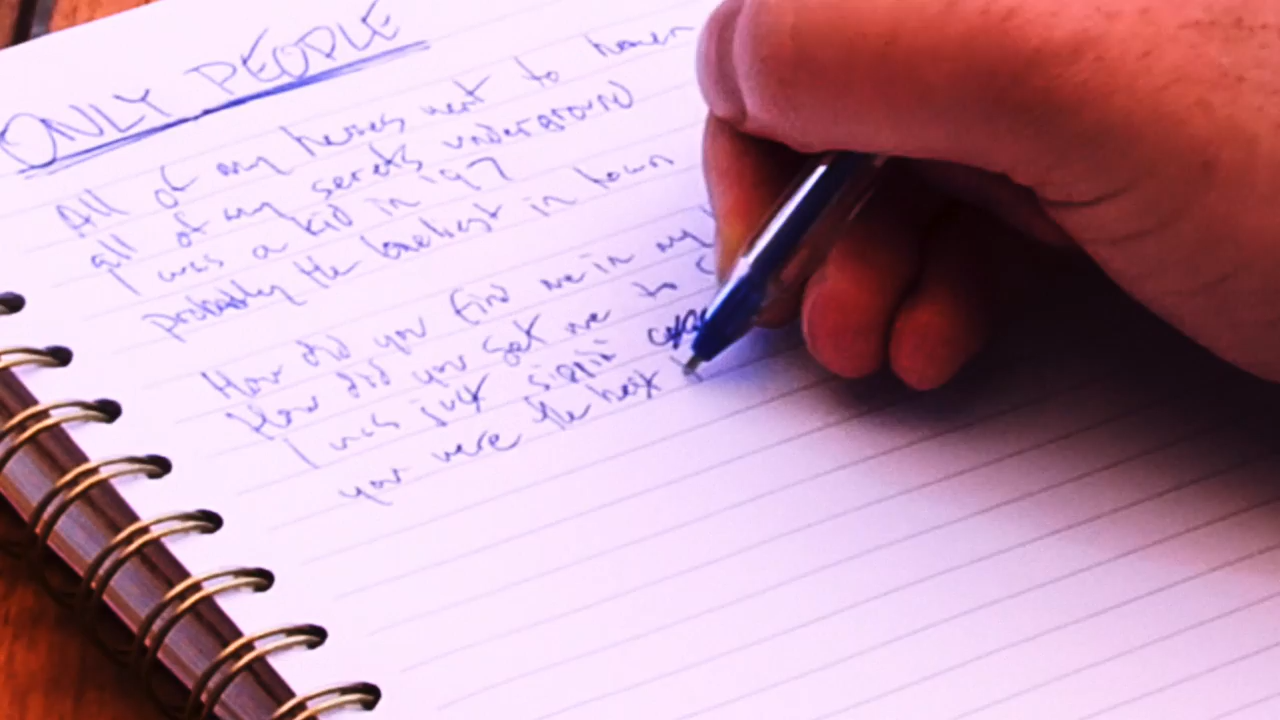 ONLY PEOPLE
All of my heroes went to heaven
all of my serets underground
I was a kid in '97
probably the loneliest in town
How did you find me in my
How did you get me to
I was just sippin
you were the best